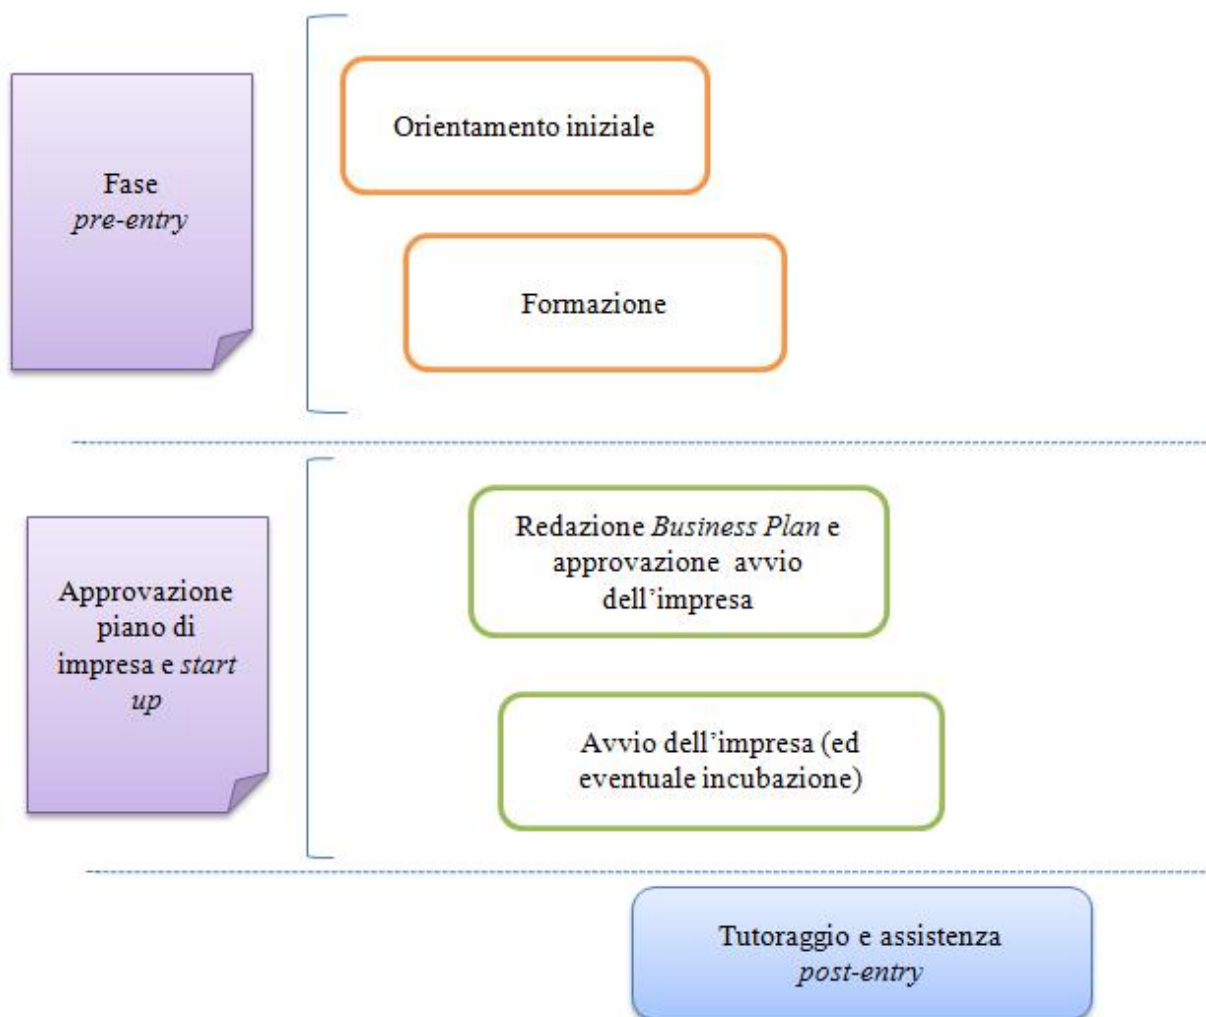 Fase
pre-entry
Orientamento iniziale
Formazione
Approvazione
piano di
impresa e start
up
Redazione Business Plan e
approvazione avvio
dell’impresa
Avvio dell’impresa (ed
eventuale incubazione)
Tutoraggio e assistenza
post-entry